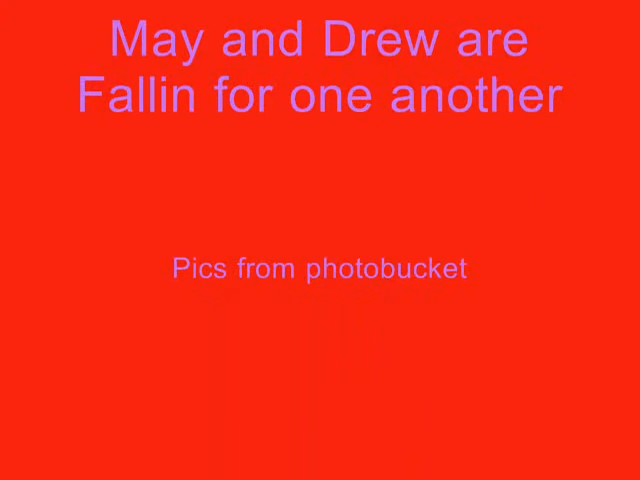 May and Drew are
Fallin for one another
Pics from photobucket